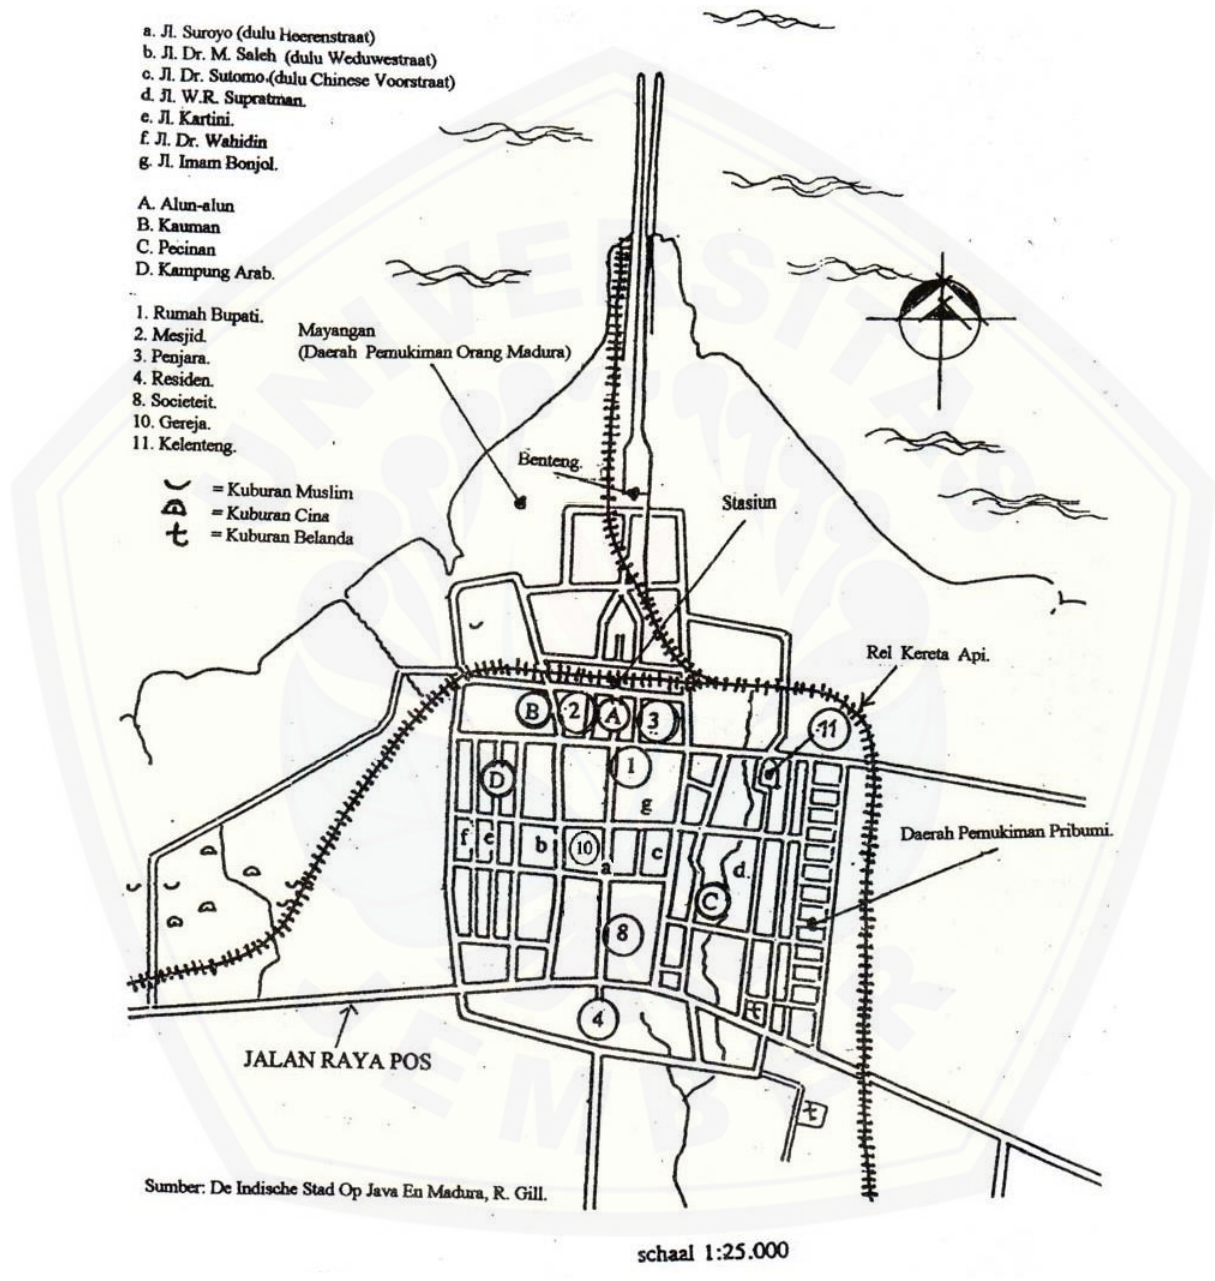 a. Jl. Suroyo (dulu Heerenstraat)
b. Jl. Dr. M. Saleh (dulu Weduwestraat)
c. Jl. Dr. Sutomo.(dulu Chinese Voorstraat)
d. Jl. W.R. Supratman.
e. Jl. Kartini.
f. Jl. Dr. Wahidin
g. Jl. Imam Bonjol.
A. Alun-alun
B. Kauman
C. Pecinan
D. Kampung Arab.
1. Rumah Bupati.
2. Mesjid.
3. Penjara.
4. Residen.
8. Societeit.
10. Gereja.
11. Kelenteng.
= Kuburan Muslim
= Kuburan Cina
= Kuburan Belanda
Mayangan
(Daerah Pemukiman Orang Madura)
Benteng.
Stasiun
Rel Kereta Api.
B
2
A
3
11
D
1
g
f
e
b
10
a
c
d.
C
8
4
Daerah Pemukiman Pribumi.
JALAN RAYA POS
Sumber: De Indische Stad Op Java En Madura, R. Gill.
schaal 1:25.000
UNIVERSITAS
JEMBER